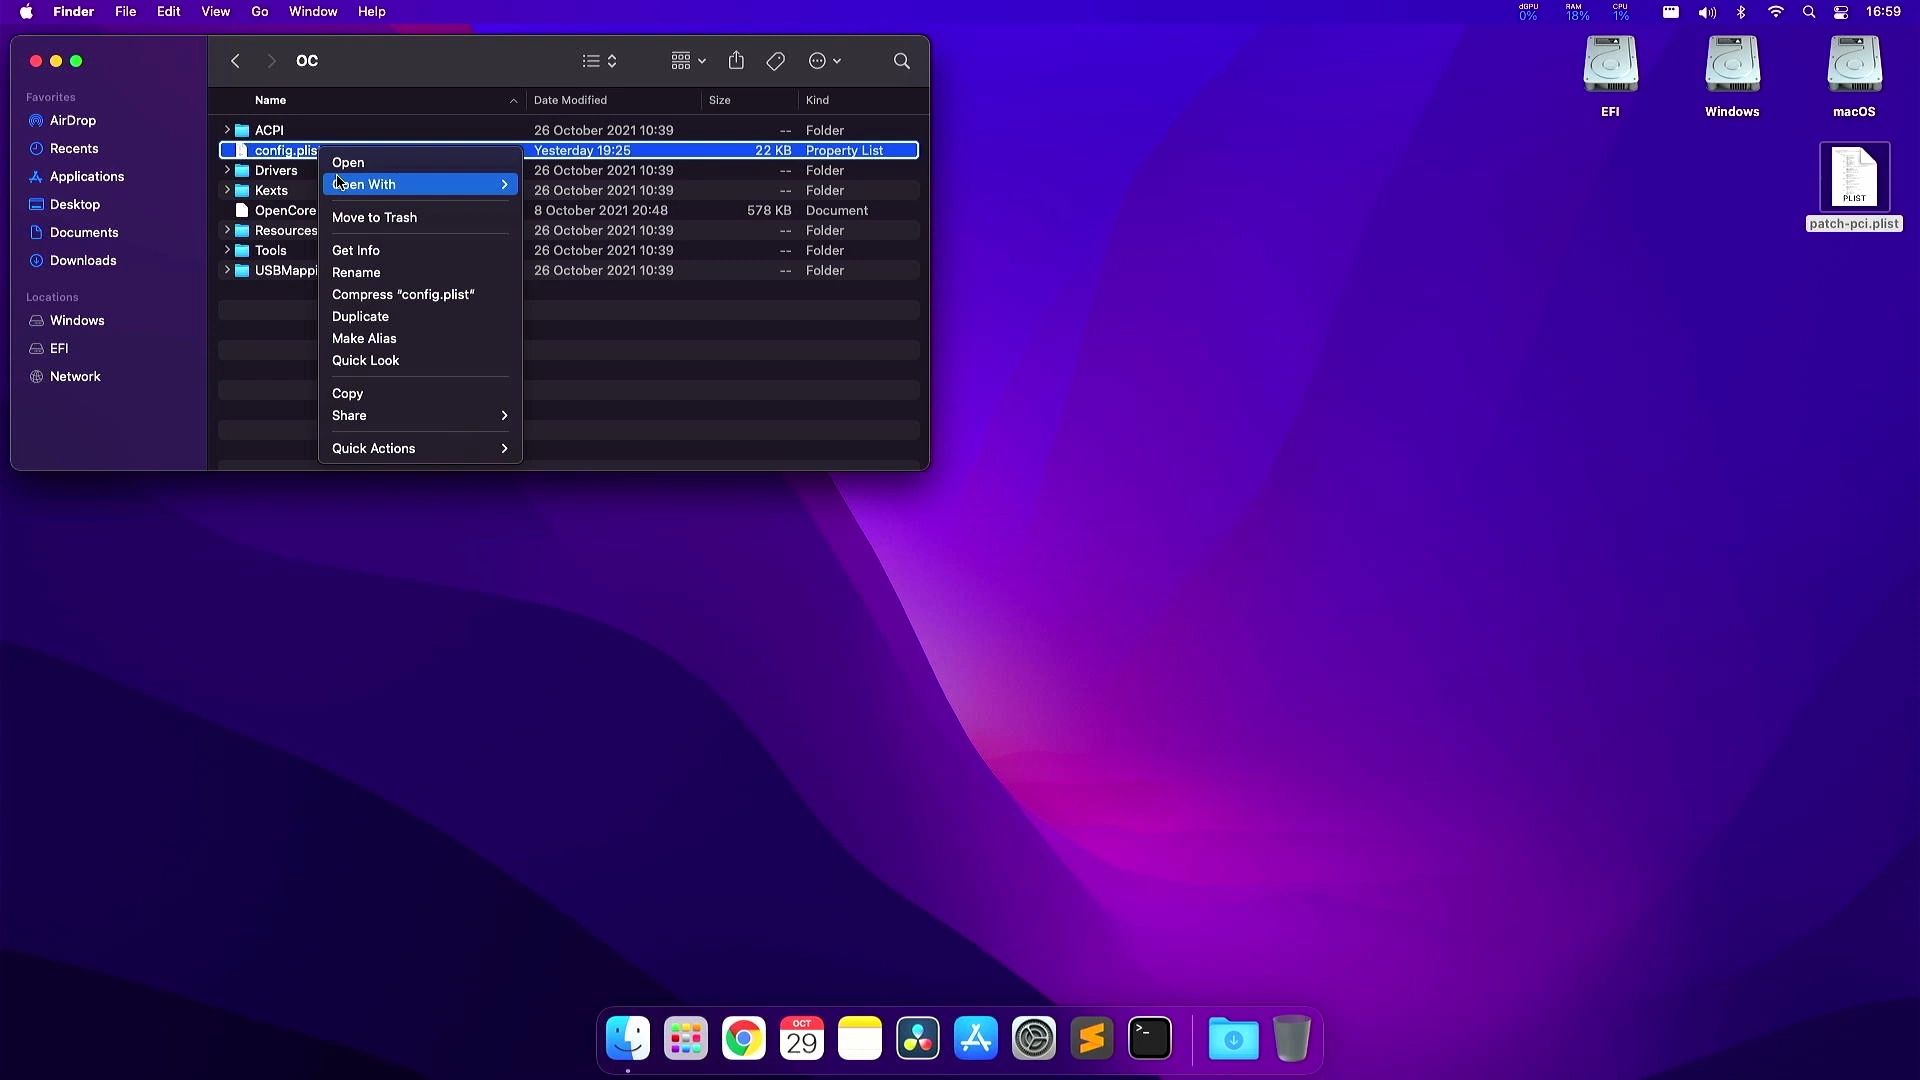 Finder File Edit View Go Window Help
dGPU 0% RAM 18% CPU 1% 16:59
OC
Favorites
AirDrop
Recents
Applications
Desktop
Documents
Downloads
Locations
Windows
EFI
Network
Name Date Modified Size Kind
ACPI 26 October 2021 10:39 -- Folder
config.plis Yesterday 19:25 22 KB Property List
Drivers 26 October 2021 10:39 -- Folder
Kexts 26 October 2021 10:39 -- Folder
OpenCore 8 October 2021 20:48 578 KB Document
Resources 26 October 2021 10:39 -- Folder
Tools 26 October 2021 10:39 -- Folder
USBMappi 26 October 2021 10:39 -- Folder
Open
Open With
Move to Trash
Get Info
Rename
Compress “config.plist”
Duplicate
Make Alias
Quick Look
Copy
Share
Quick Actions
EFI
Windows
macOS
PLIST
patch-pci.plist
OCT
29